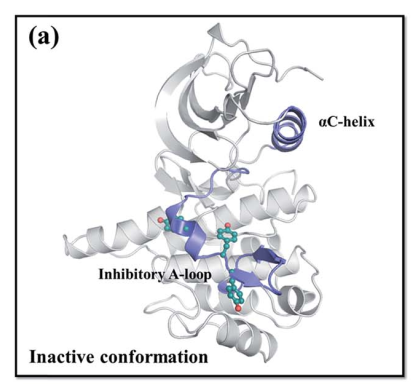 (a)
αC-helix
Inhibitory A-loop
Inactive conformation